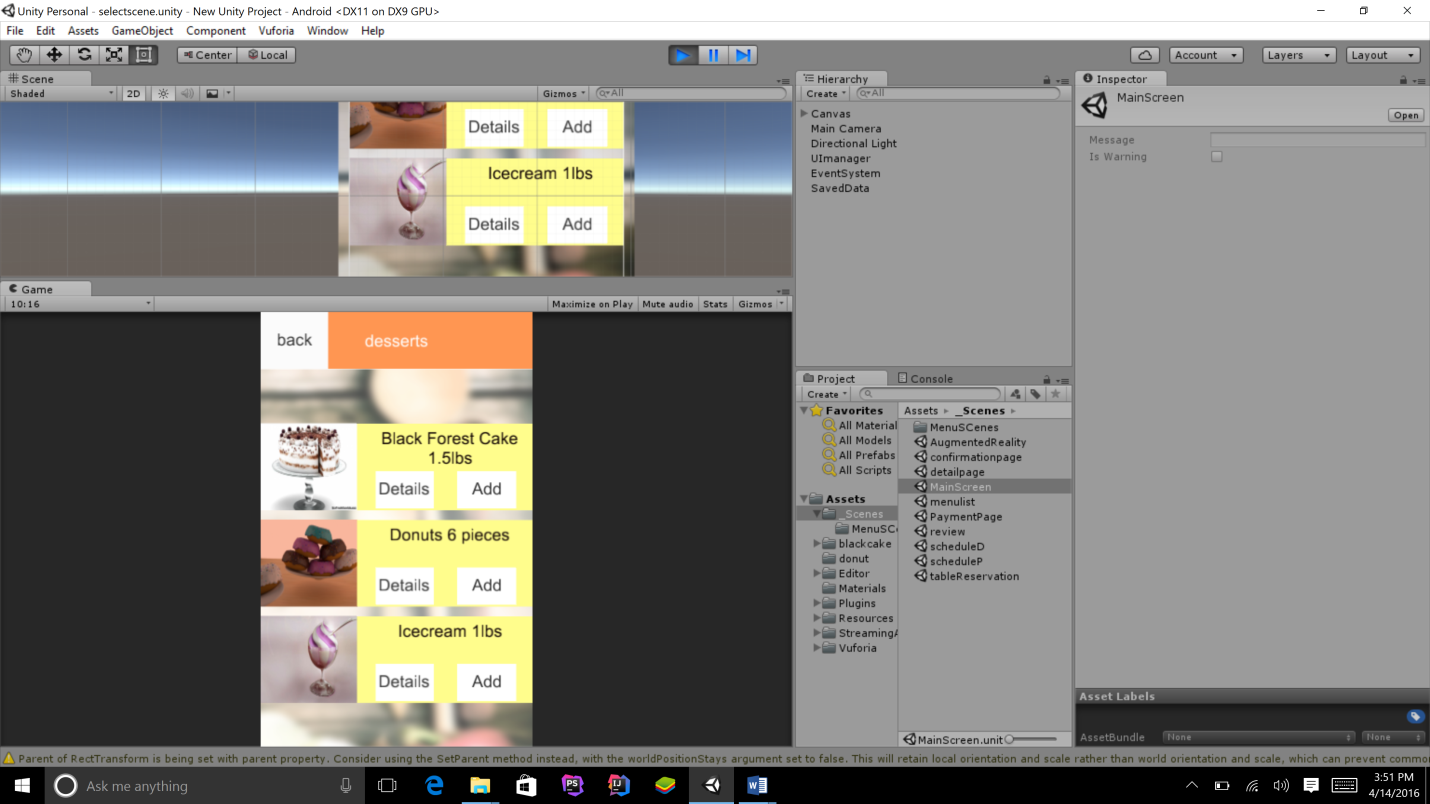 Unity Personal - selectscene.unity - New Unity Project - Android <DX11 on DX9 GPU>
File Edit Assets GameObject Component Vuforia Window Help
Center Local Account Layers Layout
Scene
Shaded 2D Gizmos All
Details Add
Icecream 1lbs
Details Add
Game
10:16 Maximize on Play Mute audio Stats Gizmos
back desserts
Black Forest Cake
1.5lbs
Details Add
Donuts 6 pieces
Details Add
Icecream 1lbs
Details Add
Hierarchy
Create All
Canvas
Main Camera
Directional Light
UImanager
EventSystem
SavedData
Project Console
Create
Favorites
All Material
All Models
All Prefabs
All Scripts
Assets
_Scenes
MenuSCe
blackcake
donut
Editor
Materials
Plugins
Resources
StreamingA
Vuforia
Assets _Scenes
MenuSCenes
AugmentedReality
confirmationpage
detailpage
MainScreen
menulist
PaymentPage
review
scheduleD
scheduleP
tableReservation
MainScreen.unit
Inspector
MainScreen
Open
Message
Is Warning
Asset Labels
AssetBundle None None
Parent of RectTransform is being set with parent property. Consider using the SetParent method instead, with the worldPositionStays argument set to false. This will retain local orientation and scale rather than world orientation and scale, which can prevent commo
Ask me anything
PS
IJ
3:51 PM
4/14/2016